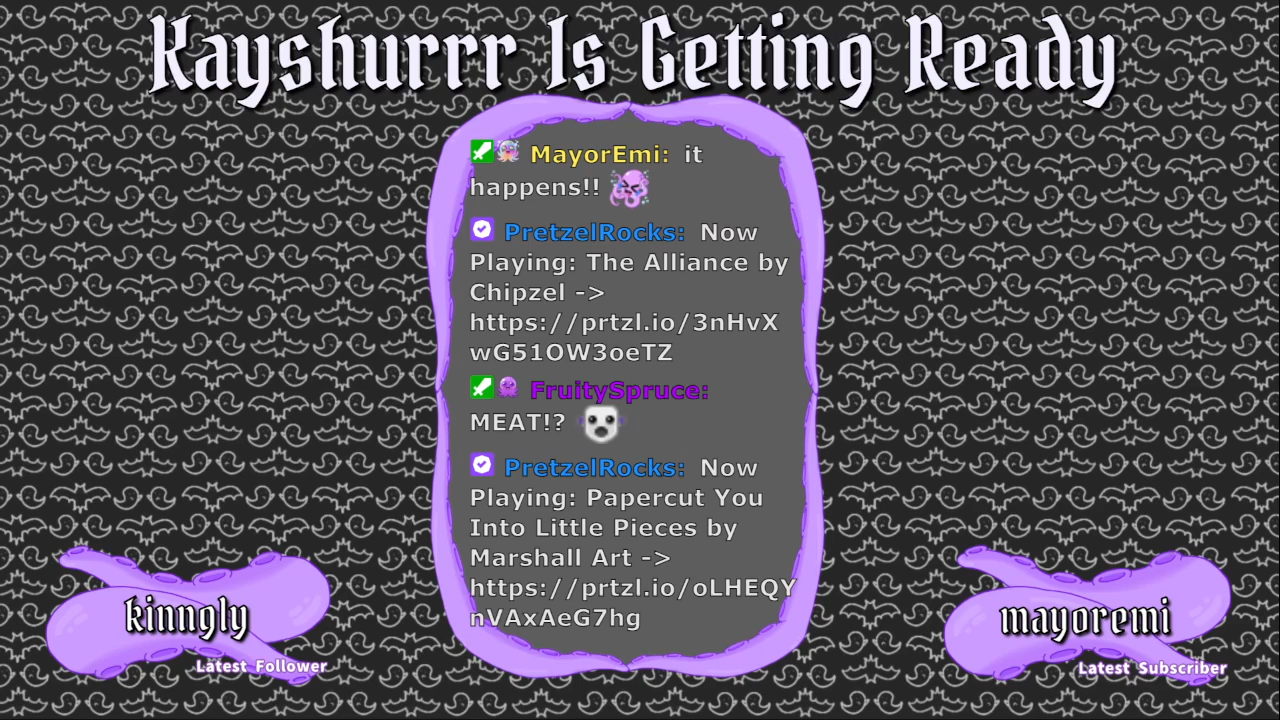 Kayshurrr Is Getting Ready
MayorEmi: it
happens!!
PretzelRocks: Now
Playing: The Alliance by
Chipzel ->
https://prtzl.io/3nHvX
wG51OW3oeTZ
FruitySpruce:
MEAT!?
PretzelRocks: Now
Playing: Papercut You
Into Little Pieces by
Marshall Art ->
https://prtzl.io/oLHEQY
nVAxAeG7hg
kinngly
Latest Follower
mayoremi
Latest Subscriber